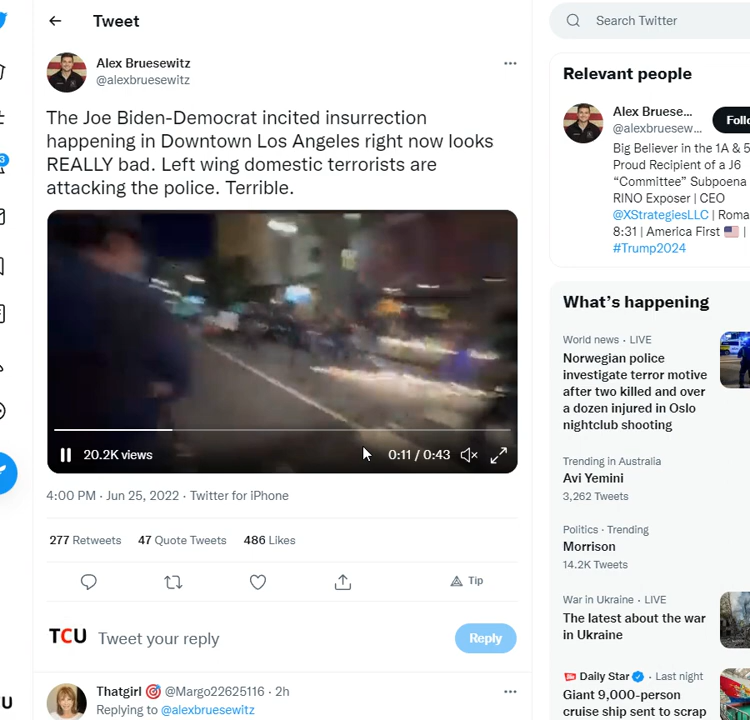 Tweet
Search Twitter
Alex Bruesewitz
@alexbruesewitz
The Joe Biden-Democrat incited insurrection
happening in Downtown Los Angeles right now looks
REALLY bad. Left wing domestic terrorists are
attacking the police. Terrible.
20.2K views
0:11 / 0:43
4:00 PM · Jun 25, 2022 · Twitter for iPhone
277 Retweets 47 Quote Tweets 486 Likes
Tip
TCU Tweet your reply
Reply
Thatgirl 🎯 @Margo22625116 · 2h
Replying to @alexbruesewitz
Relevant people
Alex Bruese...
@alexbruesew...
Follo
Big Believer in the 1A & 5
Proud Recipient of a J6
“Committee” Subpoena
RINO Exposer | CEO
@XStrategiesLLC | Roma
8:31 | America First 🇺🇸 |
#Trump2024
What’s happening
World news · LIVE
Norwegian police
investigate terror motive
after two killed and over
a dozen injured in Oslo
nightclub shooting
Trending in Australia
Avi Yemini
3,262 Tweets
Politics · Trending
Morrison
14.2K Tweets
War in Ukraine · LIVE
The latest about the war
in Ukraine
Daily Star · Last night
Giant 9,000-person
cruise ship sent to scrap
3
U